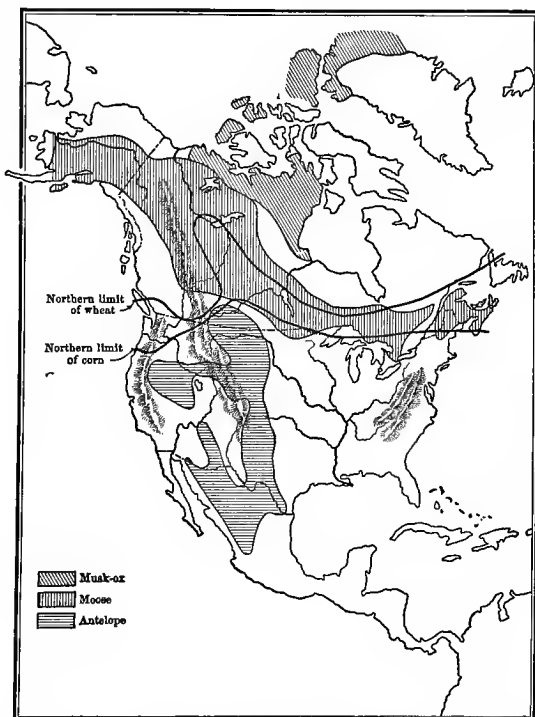 Northern limit
of wheat
Northern limit
of corn
Musk-ox
Moose
Antelope